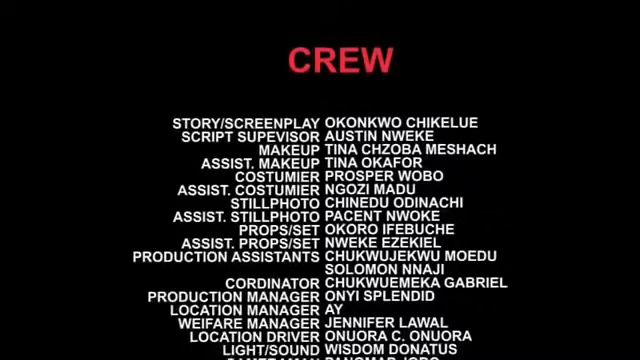 CREW
STORY/SCREENPLAY OKONKWO CHIKELUE
SCRIPT SUPEVISOR AUSTIN NWEKE
MAKEUP TINA CHZOBA MESHACH
ASSIST. MAKEUP TINA OKAFOR
COSTUMIER PROSPER WOBO
ASSIST. COSTUMIER NGOZI MADU
STILLPHOTO CHINEDU ODINACHI
ASSIST. STILLPHOTO PACENT NWOKE
PROPS/SET OKORO IFEBUCHE
ASSIST. PROPS/SET NWEKE EZEKIEL
PRODUCTION ASSISTANTS CHUKWUJEKWU MOEDU
SOLOMON NNAJI
CORDINATOR CHUKWUEMEKA GABRIEL
PRODUCTION MANAGER ONYI SPLENDID
LOCATION MANAGER AY
WEIFARE MANAGER JENNIFER LAWAL
LOCATION DRIVER ONUORA C. ONUORA
LIGHT/SOUND WISDOM DONATUS